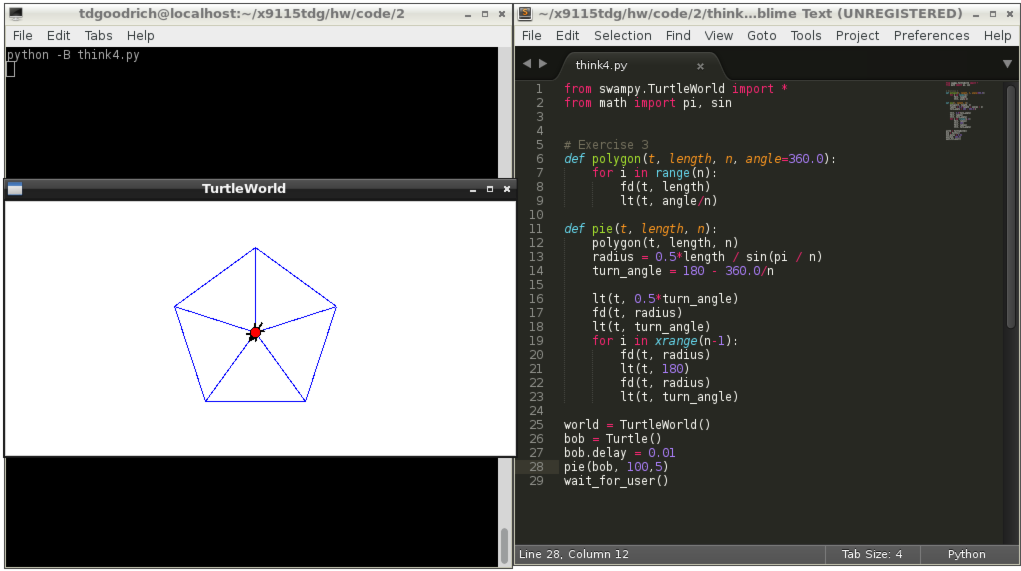 tdgoodrich@localhost:~/x9115tdg/hw/code/2
File Edit Tabs Help
python -B think4.py
TurtleWorld
~/x9115tdg/hw/code/2/think...blime Text (UNREGISTERED)
File Edit Selection Find View Goto Tools Project Preferences Help
think4.py
1 from swampy.TurtleWorld import *
2 from math import pi, sin
3
4
5 # Exercise 3
6 def polygon(t, length, n, angle=360.0):
7 for i in range(n):
8 fd(t, length)
9 lt(t, angle/n)
10
11 def pie(t, length, n):
12 polygon(t, length, n)
13 radius = 0.5*length / sin(pi / n)
14 turn_angle = 180 - 360.0/n
15
16 lt(t, 0.5*turn_angle)
17 fd(t, radius)
18 lt(t, turn_angle)
19 for i in xrange(n-1):
20 fd(t, radius)
21 lt(t, 180)
22 fd(t, radius)
23 lt(t, turn_angle)
24
25 world = TurtleWorld()
26 bob = Turtle()
27 bob.delay = 0.01
28 pie(bob, 100,5)
29 wait_for_user()
Line 28, Column 12 Tab Size: 4 Python